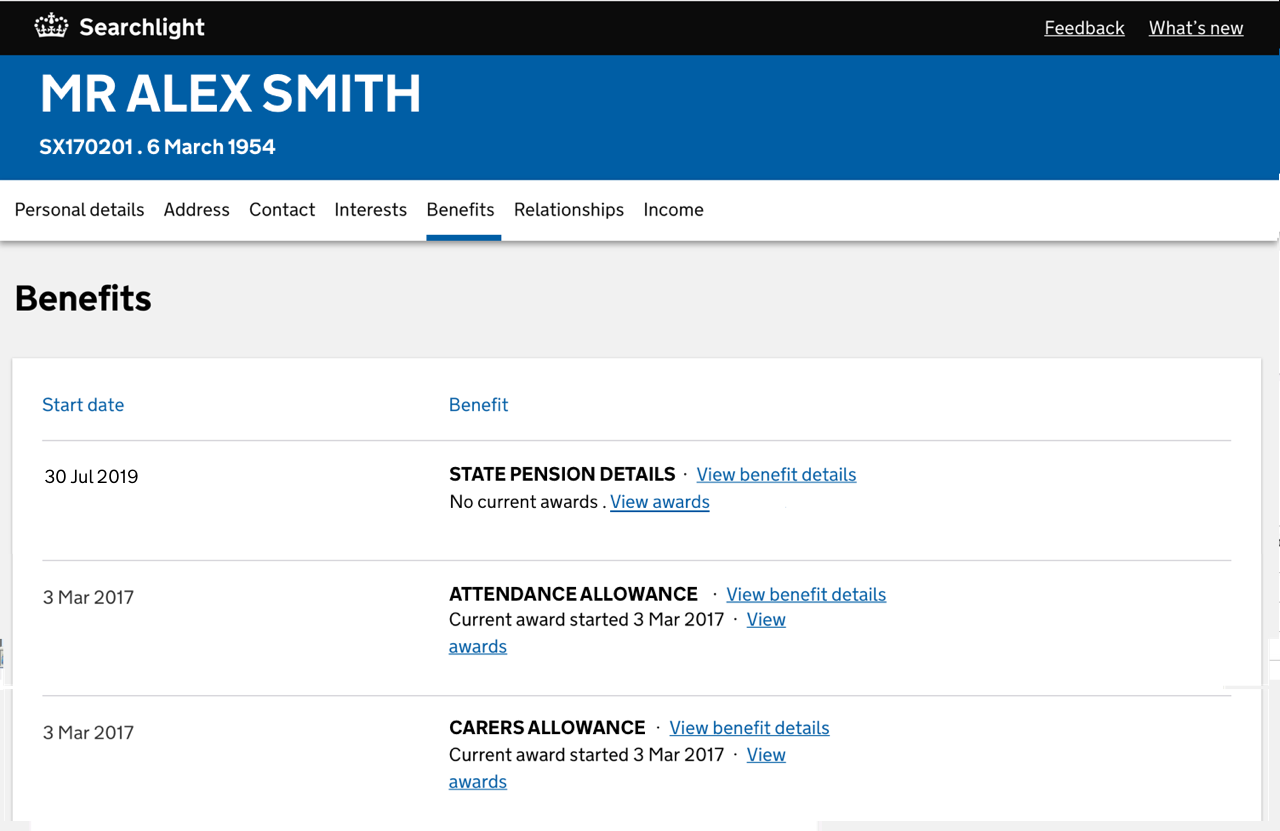 Searchlight Feedback What's new
MR ALEX SMITH
SX170201 . 6 March 1954
Personal details Address Contact Interests Benefits Relationships Income
Benefits
Start date Benefit
30 Jul 2019 STATE PENSION DETAILS · View benefit details
No current awards . View awards
3 Mar 2017 ATTENDANCE ALLOWANCE · View benefit details
Current award started 3 Mar 2017 · View
awards
3 Mar 2017 CARERS ALLOWANCE · View benefit details
Current award started 3 Mar 2017 · View
awards